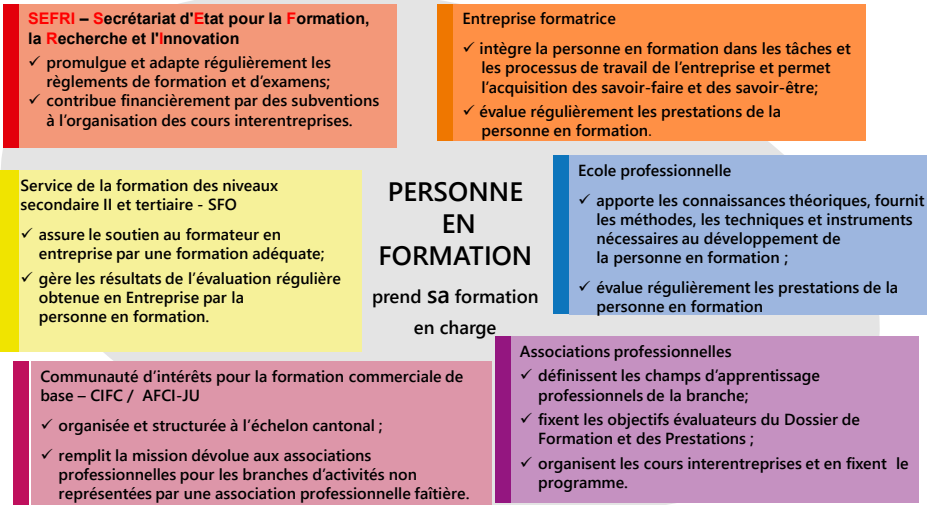 SEFRI – Secrétariat d'Etat pour la Formation,
la Recherche et l'Innovation
✓ promulgue et adapte régulièrement les
règlements de formation et d'examens;
✓ contribue financièrement par des subventions
à l'organisation des cours interentreprises.
Entreprise formatrice
✓ intègre la personne en formation dans les tâches et
les processus de travail de l'entreprise et permet
l'acquisition des savoir-faire et des savoir-être;
✓ évalue régulièrement les prestations de la
personne en formation.
Service de la formation des niveaux
secondaire II et tertiaire - SFO
✓ assure le soutien au formateur en
entreprise par une formation adéquate;
✓ gère les résultats de l'évaluation régulière
obtenue en Entreprise par la
personne en formation.
PERSONNE
EN
FORMATION
prend sa formation
en charge
Ecole professionnelle
✓ apporte les connaissances théoriques, fournit
les méthodes, les techniques et instruments
nécessaires au développement de
la personne en formation ;
✓ évalue régulièrement les prestations de la
personne en formation
Communauté d'intérêts pour la formation commerciale de
base – CIFC / AFCI-JU
✓ organisée et structurée à l'échelon cantonal ;
✓ remplit la mission dévolue aux associations
professionnelles pour les branches d'activités non
représentées par une association professionnelle faîtière.
Associations professionnelles
✓ définissent les champs d'apprentissage
professionnels de la branche;
✓ fixent les objectifs évaluateurs du Dossier de
Formation et des Prestations ;
✓ organisent les cours interentreprises et en fixent le
programme.